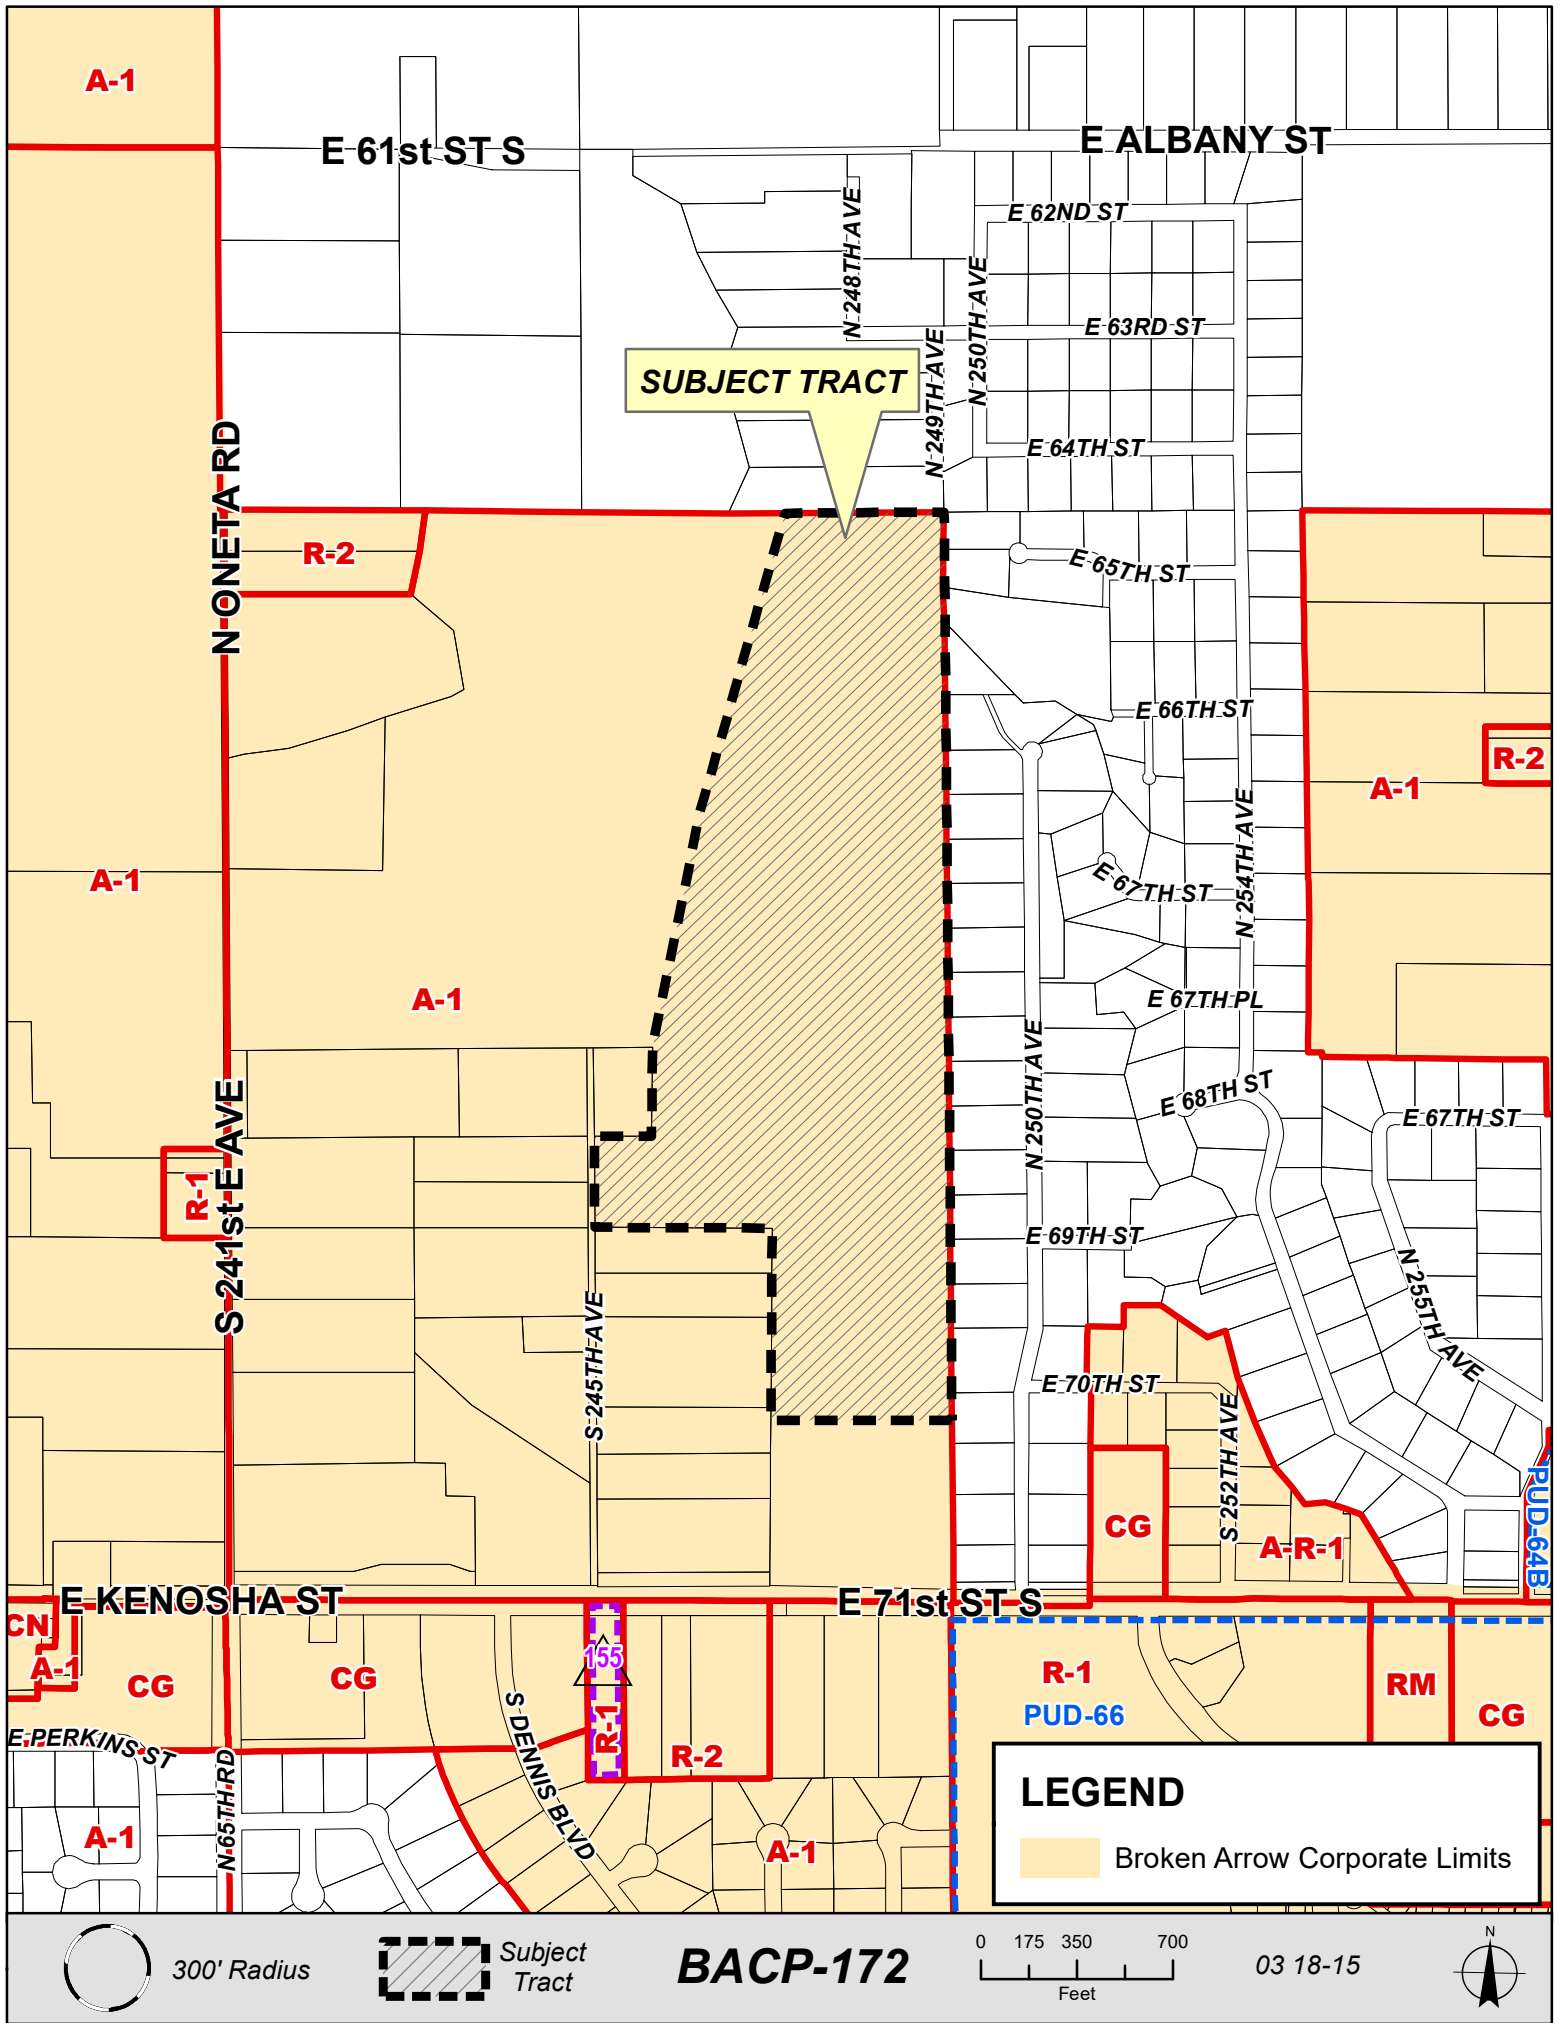 A-1
E 61st ST S
E ALBANY ST
E 62ND ST
N 248TH AVE
N 250TH AVE
E 63RD ST
SUBJECT TRACT
N 249TH AVE
E 64TH ST
N ONETA RD
R-2
E 65TH ST
E 66TH ST
R-2
A-1
N 254TH AVE
A-1
E 67TH ST
A-1
E 67TH PL
N 250TH AVE
E 68TH ST
E 67TH ST
S 241st E AVE
R-1
E 69TH ST
N 255TH AVE
S 245TH AVE
E 70TH ST
S 252TH AVE
PUD-64B
CG
A-R-1
E KENOSHA ST
E 71st ST S
CN
A-1
CG
CG
155
R-1
S DENNIS BLVD
R-2
R-1
PUD-66
RM
CG
E PERKINS ST
N 65TH RD
A-1
A-1
LEGEND
Broken Arrow Corporate Limits
300' Radius
Subject
Tract
BACP-172
0 175 350 700
Feet
03 18-15
N